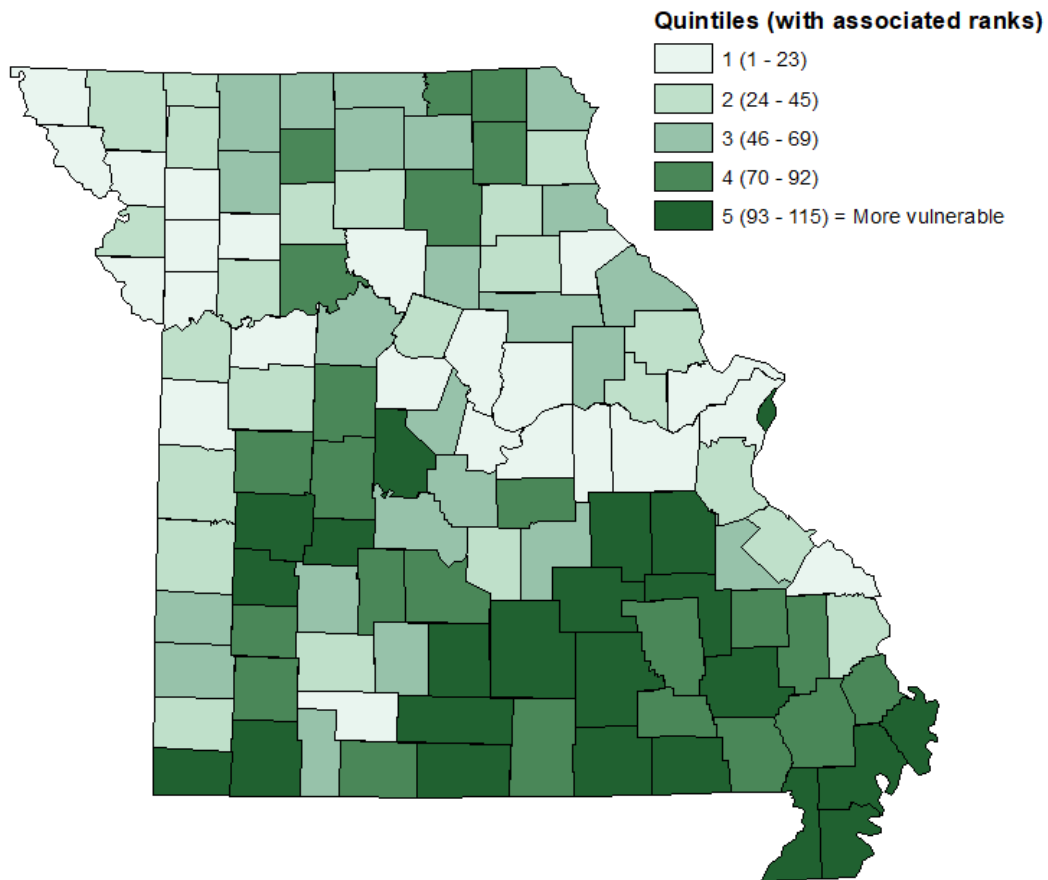 Quintiles (with associated ranks)
1 (1 - 23)
2 (24 - 45)
3 (46 - 69)
4 (70 - 92)
5 (93 - 115) = More vulnerable